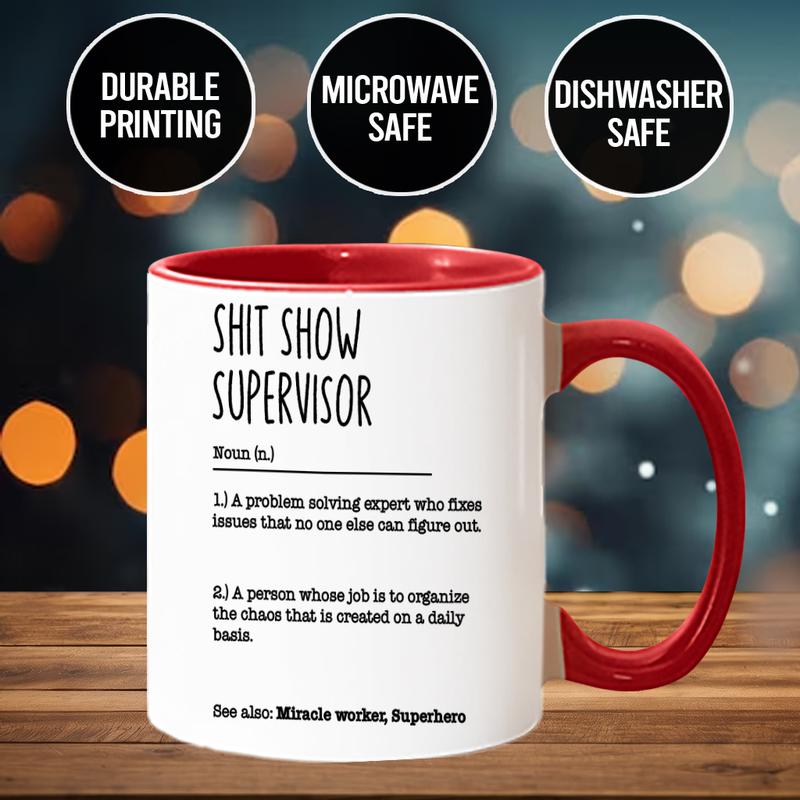 DURABLE
PRINTING
MICROWAVE
SAFE
DISHWASHER
SAFE
SHIT SHOW
SUPERVISOR
Noun (n.)
1.) A problem solving expert who fixes
issues that no one else can figure out.
2.) A person whose job is to organize
the chaos that is created on a daily
basis.
See also: Miracle worker, Superhero